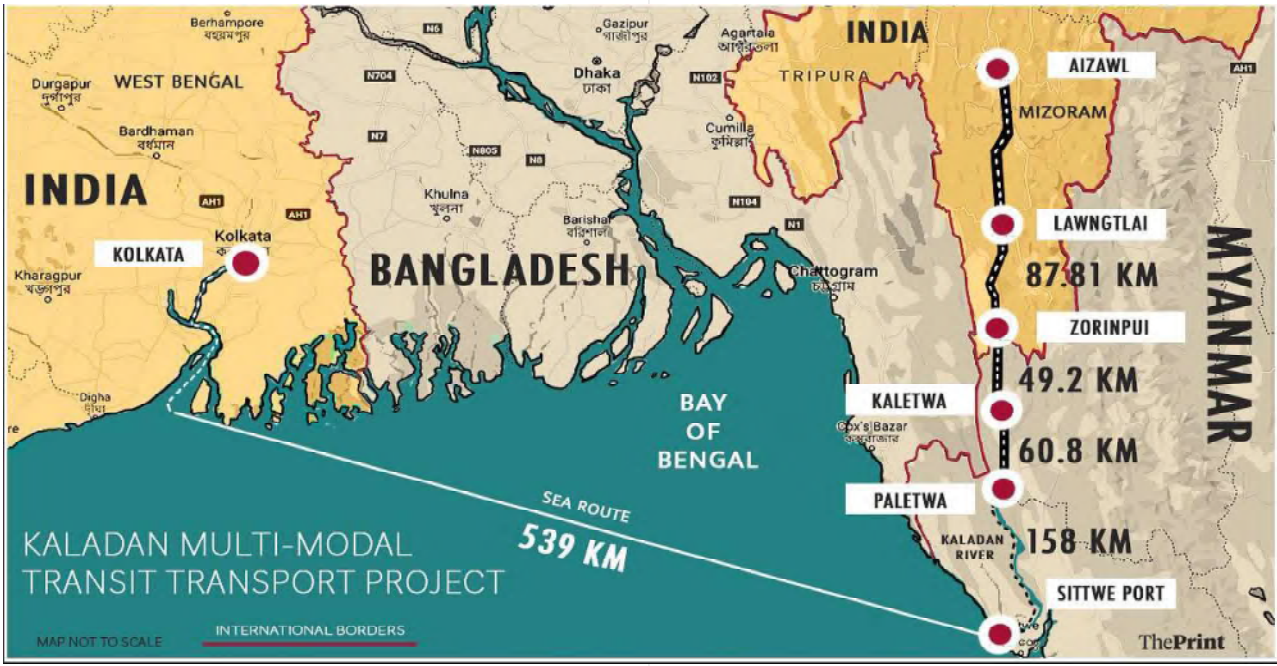 Berhampore
বহরমপুর
N5
Gazipur
গাজীপুর
Agartala
আগরতলা
INDIA
AIZAWL
AH1
Durgapur
দুর্গাপুর
WEST BENGAL
N704
Dhaka
ঢাকা
N102
TRIPURA
MIZORAM
Bardhaman
বর্ধমান
N7
N805
N8
Cumilla
কুমিল্লা
INDIA
AH1
AH1
Khulna
খুলনা
Barishal
বরিশাল
N104
N1
LAWNGTLAI
KOLKATA
Kolkata
Kharagpur
খড়গপুর
BANGLADESH
Chattogram
চট্টগ্রাম
87.81 KM
MYANMAR
ZORINPUI
Digha
দীঘা
BAY
OF
BENGAL
KALETWA
49.2 KM
Cox's Bazar
কক্সবাজার
60.8 KM
PALETWA
SEA ROUTE
539 KM
KALADAN
RIVER
158 KM
KALADAN MULTI-MODAL
TRANSIT TRANSPORT PROJECT
SITTWE PORT
INTERNATIONAL BORDERS
MAP NOT TO SCALE
ThePrint